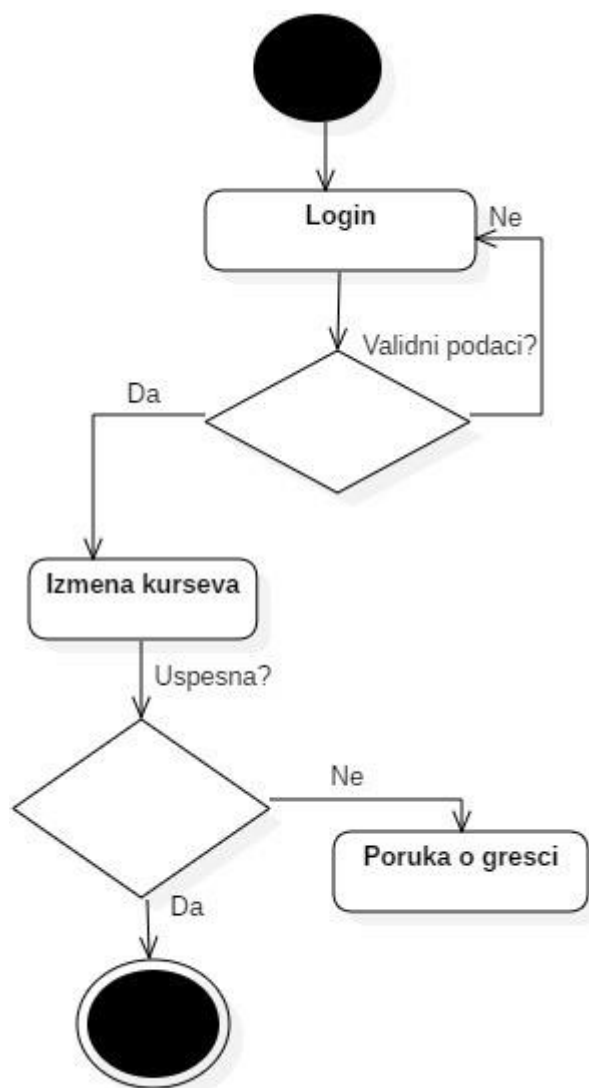 Login
Ne
Validni podaci?
Da
Izmena kurseva
Uspesna?
Ne
Poruka o gresci
Da